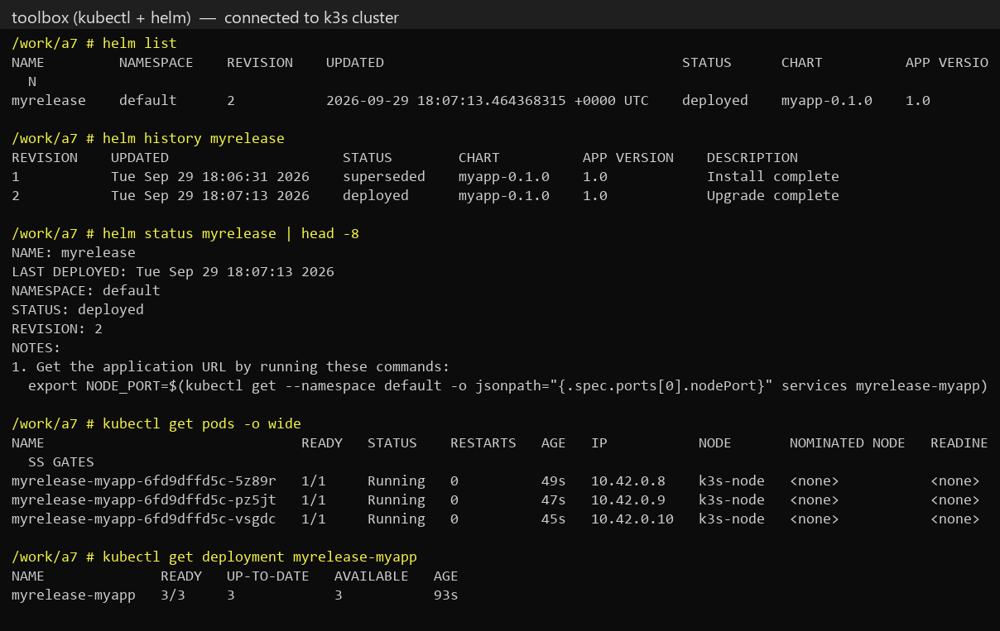 toolbox (kubectl + helm)  —  connected to k3s cluster
/work/a7 # helm list
NAME         NAMESPACE    REVISION    UPDATED                                    STATUS      CHART          APP VERSIO
  N
myrelease    default      2           2026-09-29 18:07:13.464368315 +0000 UTC    deployed    myapp-0.1.0    1.0
/work/a7 # helm history myrelease
REVISION    UPDATED                     STATUS        CHART          APP VERSION    DESCRIPTION
1           Tue Sep 29 18:06:31 2026    superseded    myapp-0.1.0    1.0            Install complete
2           Tue Sep 29 18:07:13 2026    deployed      myapp-0.1.0    1.0            Upgrade complete
/work/a7 # helm status myrelease | head -8
NAME: myrelease
LAST DEPLOYED: Tue Sep 29 18:07:13 2026
NAMESPACE: default
STATUS: deployed
REVISION: 2
NOTES:
1. Get the application URL by running these commands:
  export NODE_PORT=$(kubectl get --namespace default -o jsonpath="{.spec.ports[0].nodePort}" services myrelease-myapp)
/work/a7 # kubectl get pods -o wide
NAME                               READY   STATUS    RESTARTS   AGE   IP           NODE       NOMINATED NODE   READINE
  SS GATES
myrelease-myapp-6fd9dffd5c-5z89r   1/1     Running   0          49s   10.42.0.8    k3s-node   <none>           <none>
myrelease-myapp-6fd9dffd5c-pz5jt   1/1     Running   0          47s   10.42.0.9    k3s-node   <none>           <none>
myrelease-myapp-6fd9dffd5c-vsgdc   1/1     Running   0          45s   10.42.0.10   k3s-node   <none>           <none>
/work/a7 # kubectl get deployment myrelease-myapp
NAME              READY   UP-TO-DATE   AVAILABLE   AGE
myrelease-myapp   3/3     3            3           93s